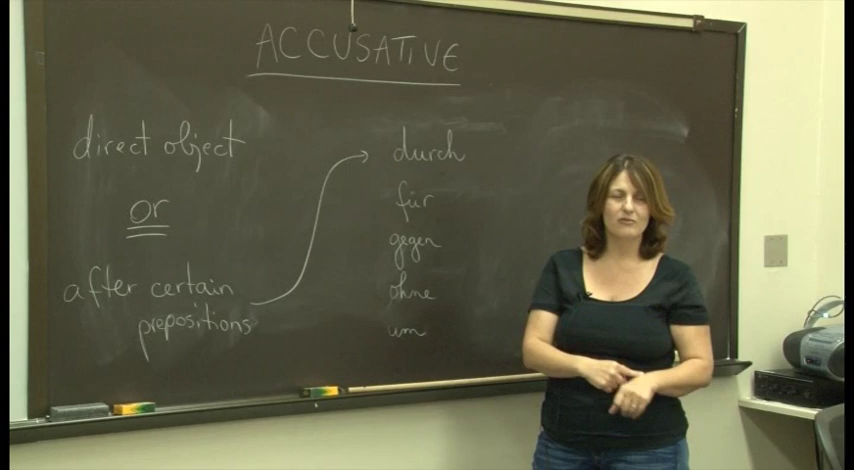 ACCUSATIVE
direct object
or
after certain
prepositions
durch
für
gegen
ohne
um